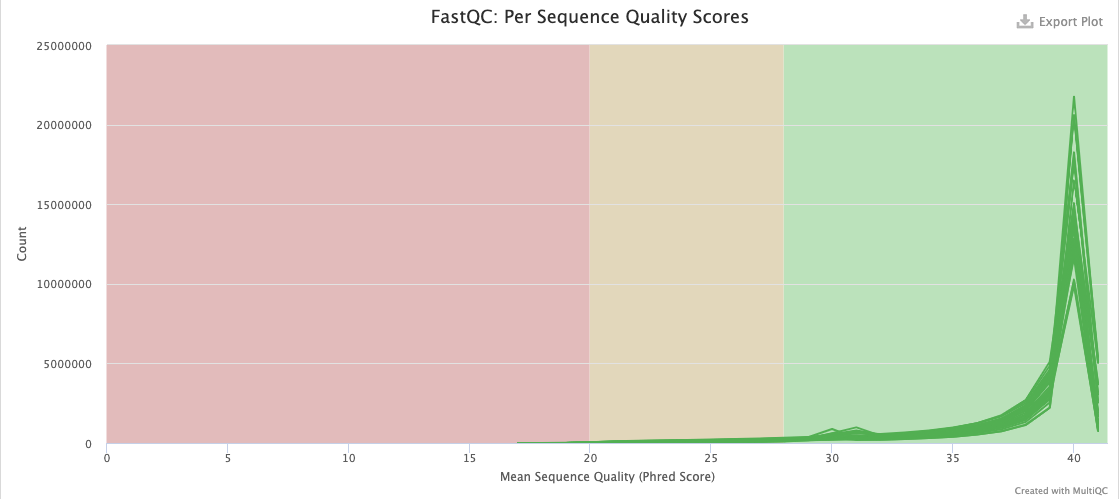 FastQC: Per Sequence Quality Scores
Export Plot
25000000
20000000
15000000
10000000
5000000
0
Count
0 5 10 15 20 25 30 35 40
Mean Sequence Quality (Phred Score)
Created with MultiQC